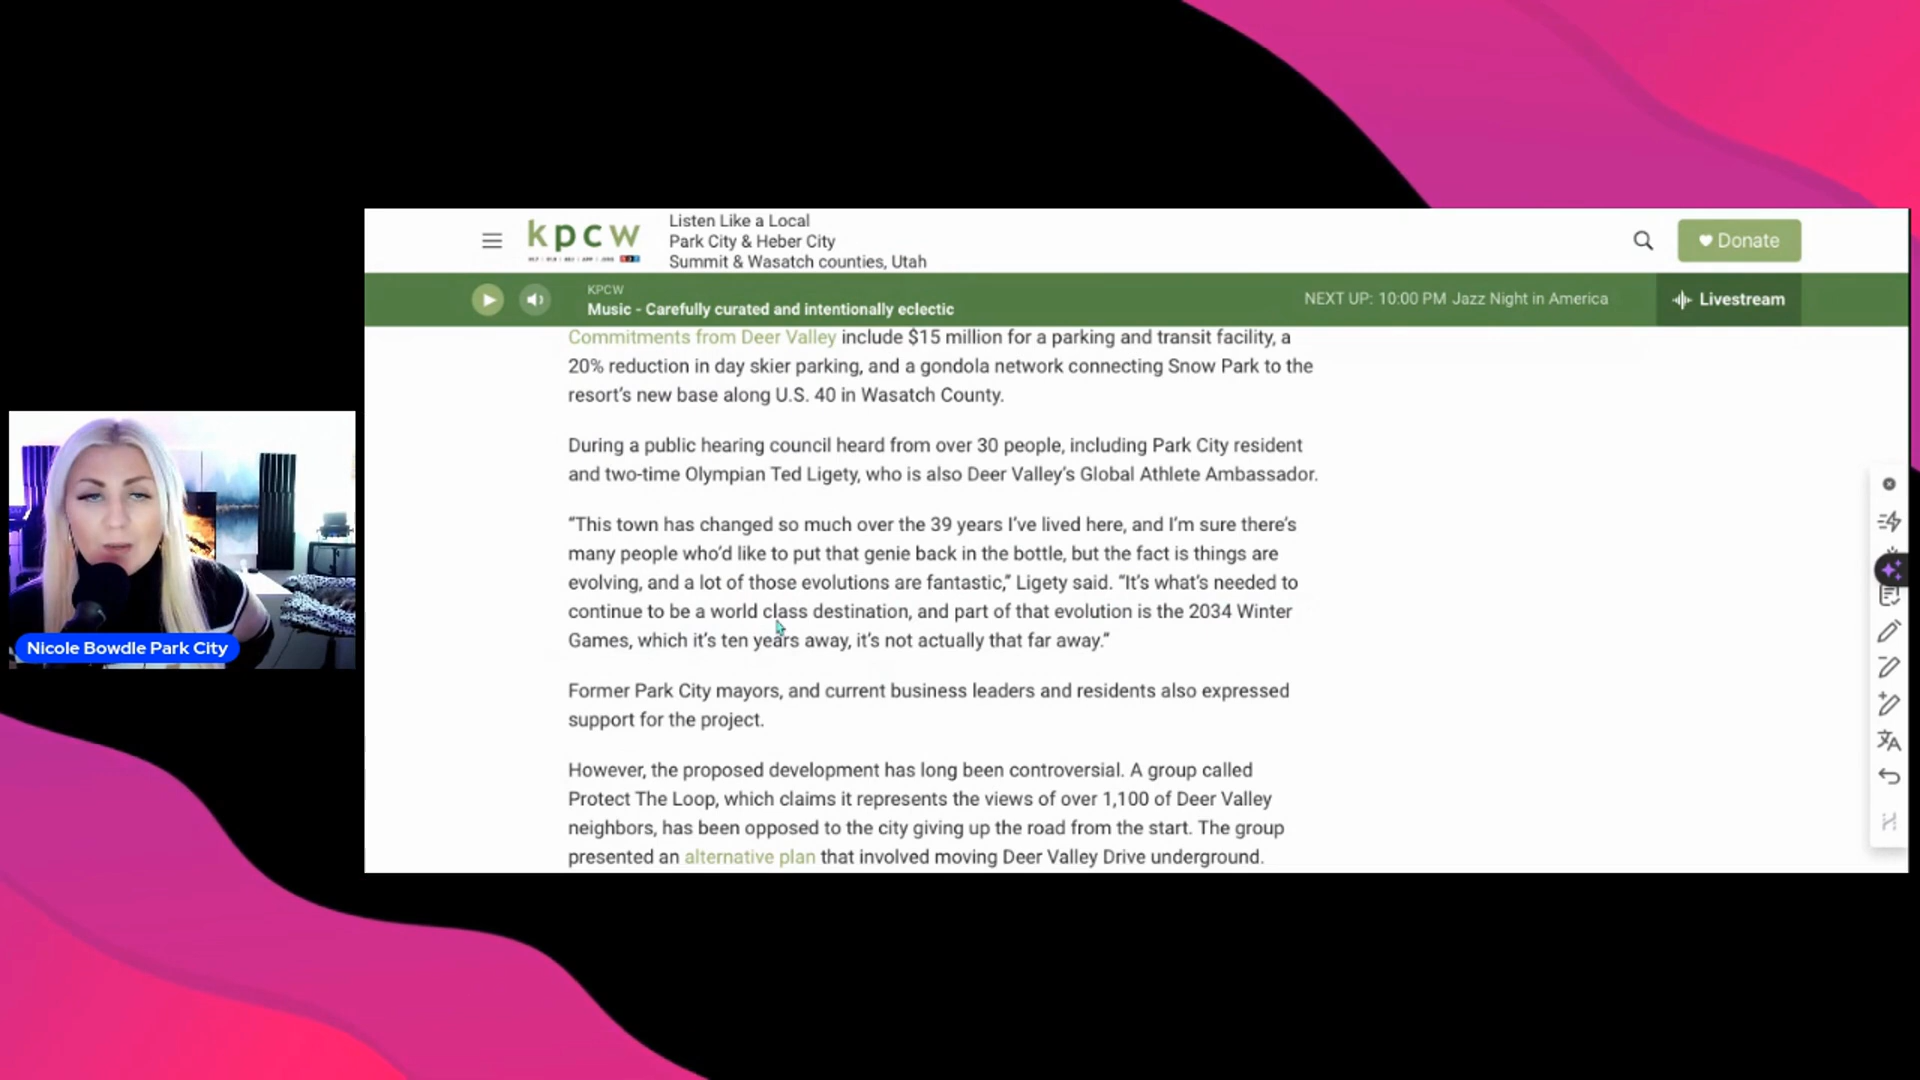 kpcw
Listen Like a Local
Park City & Heber City
Summit & Wasatch counties, Utah
Donate
KPCW
Music - Carefully curated and intentionally eclectic
NEXT UP: 10:00 PM Jazz Night in America
Livestream
Commitments from Deer Valley include $15 million for a parking and transit facility, a
20% reduction in day skier parking, and a gondola network connecting Snow Park to the
resort’s new base along U.S. 40 in Wasatch County.
During a public hearing council heard from over 30 people, including Park City resident
and two-time Olympian Ted Ligety, who is also Deer Valley’s Global Athlete Ambassador.
“This town has changed so much over the 39 years I’ve lived here, and I’m sure there’s
many people who’d like to put that genie back in the bottle, but the fact is things are
evolving, and a lot of those evolutions are fantastic,” Ligety said. “It’s what’s needed to
continue to be a world class destination, and part of that evolution is the 2034 Winter
Games, which it’s ten years away, it’s not actually that far away.”
Former Park City mayors, and current business leaders and residents also expressed
support for the project.
However, the proposed development has long been controversial. A group called
Protect The Loop, which claims it represents the views of over 1,100 of Deer Valley
neighbors, has been opposed to the city giving up the road from the start. The group
presented an alternative plan that involved moving Deer Valley Drive underground.
Nicole Bowdle Park City